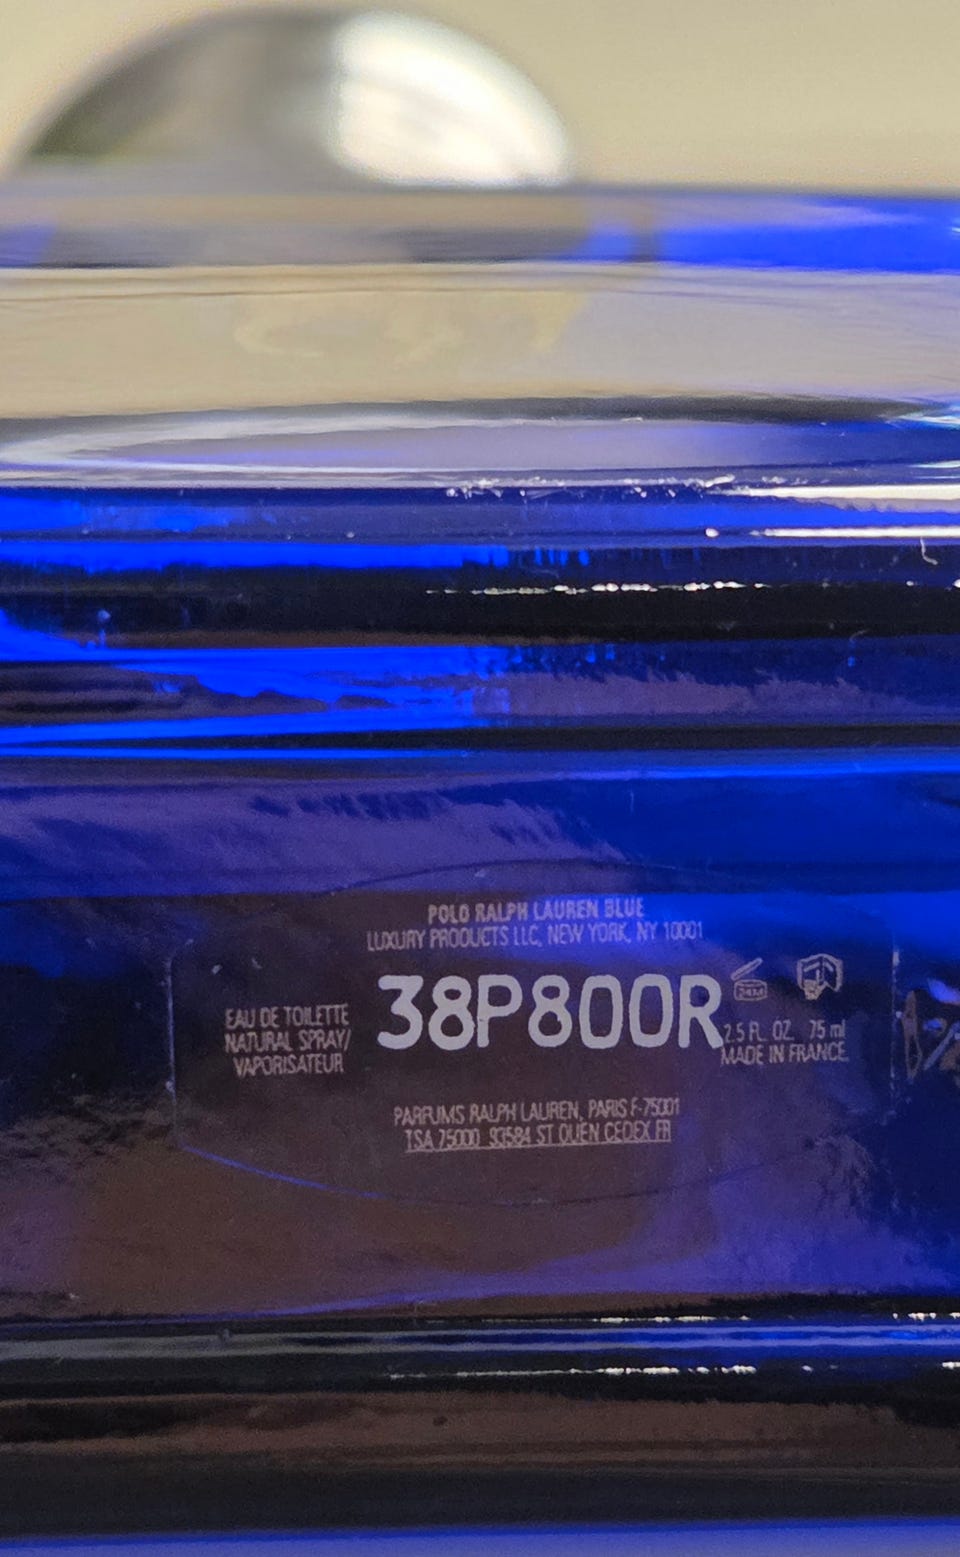 POLO RALPH LAUREN BLUE
LUXURY PRODUCTS LLC, NEW YORK, NY 10001
38P800R
24M
EAU DE TOILETTE
NATURAL SPRAY/
VAPORISATEUR
2.5 FL. OZ. 75 ml
MADE IN FRANCE
PARFUMS RALPH LAUREN, PARIS F-75001
TSA 75000 93584 ST OUEN CEDEX FR